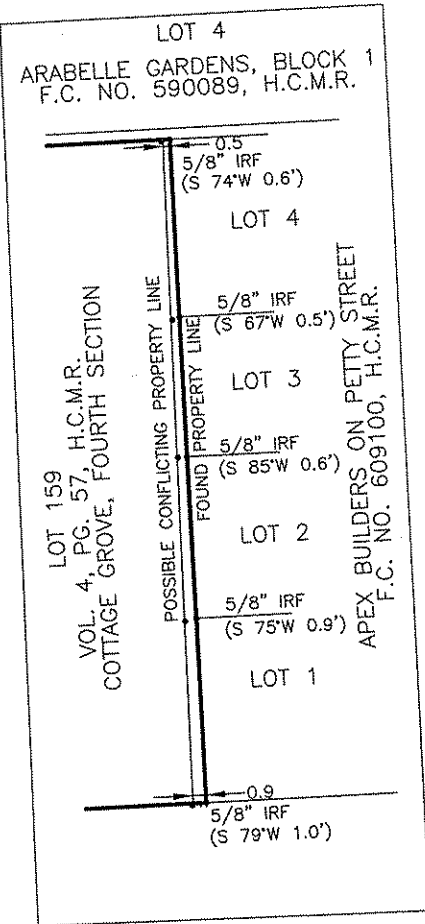 LOT 4
ARABELLE GARDENS, BLOCK 1
F.C. NO. 590089, H.C.M.R.
0.5
5/8" IRF
(S 74°W 0.6')
LOT 4
5/8" IRF
(S 67°W 0.5')
LOT 3
5/8" IRF
(S 85°W 0.6')
LOT 2
5/8" IRF
(S 75°W 0.9')
LOT 1
0.9
5/8" IRF
(S 79°W 1.0')
LOT 159
VOL. 4, PG. 57, H.C.M.R.
COTTAGE GROVE, FOURTH SECTION
POSSIBLE CONFLICTING PROPERTY LINE
FOUND PROPERTY LINE
APEX BUILDERS ON PETTY STREET
F.C. NO. 609100, H.C.M.R.